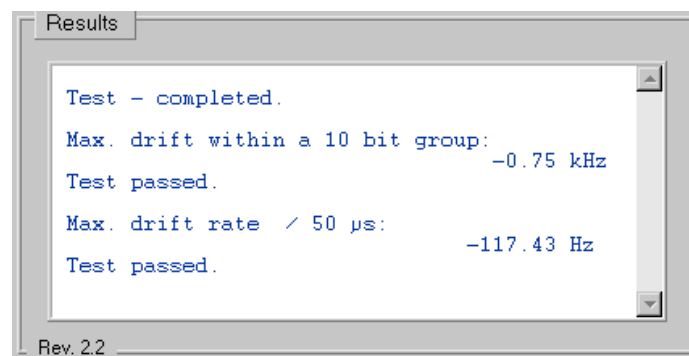 Results
Test - completed.
Max. drift within a 10 bit group:
-0.75 kHz
Test passed.
Max. drift rate / 50 µs:
-117.43 Hz
Test passed.
Rev. 2.2